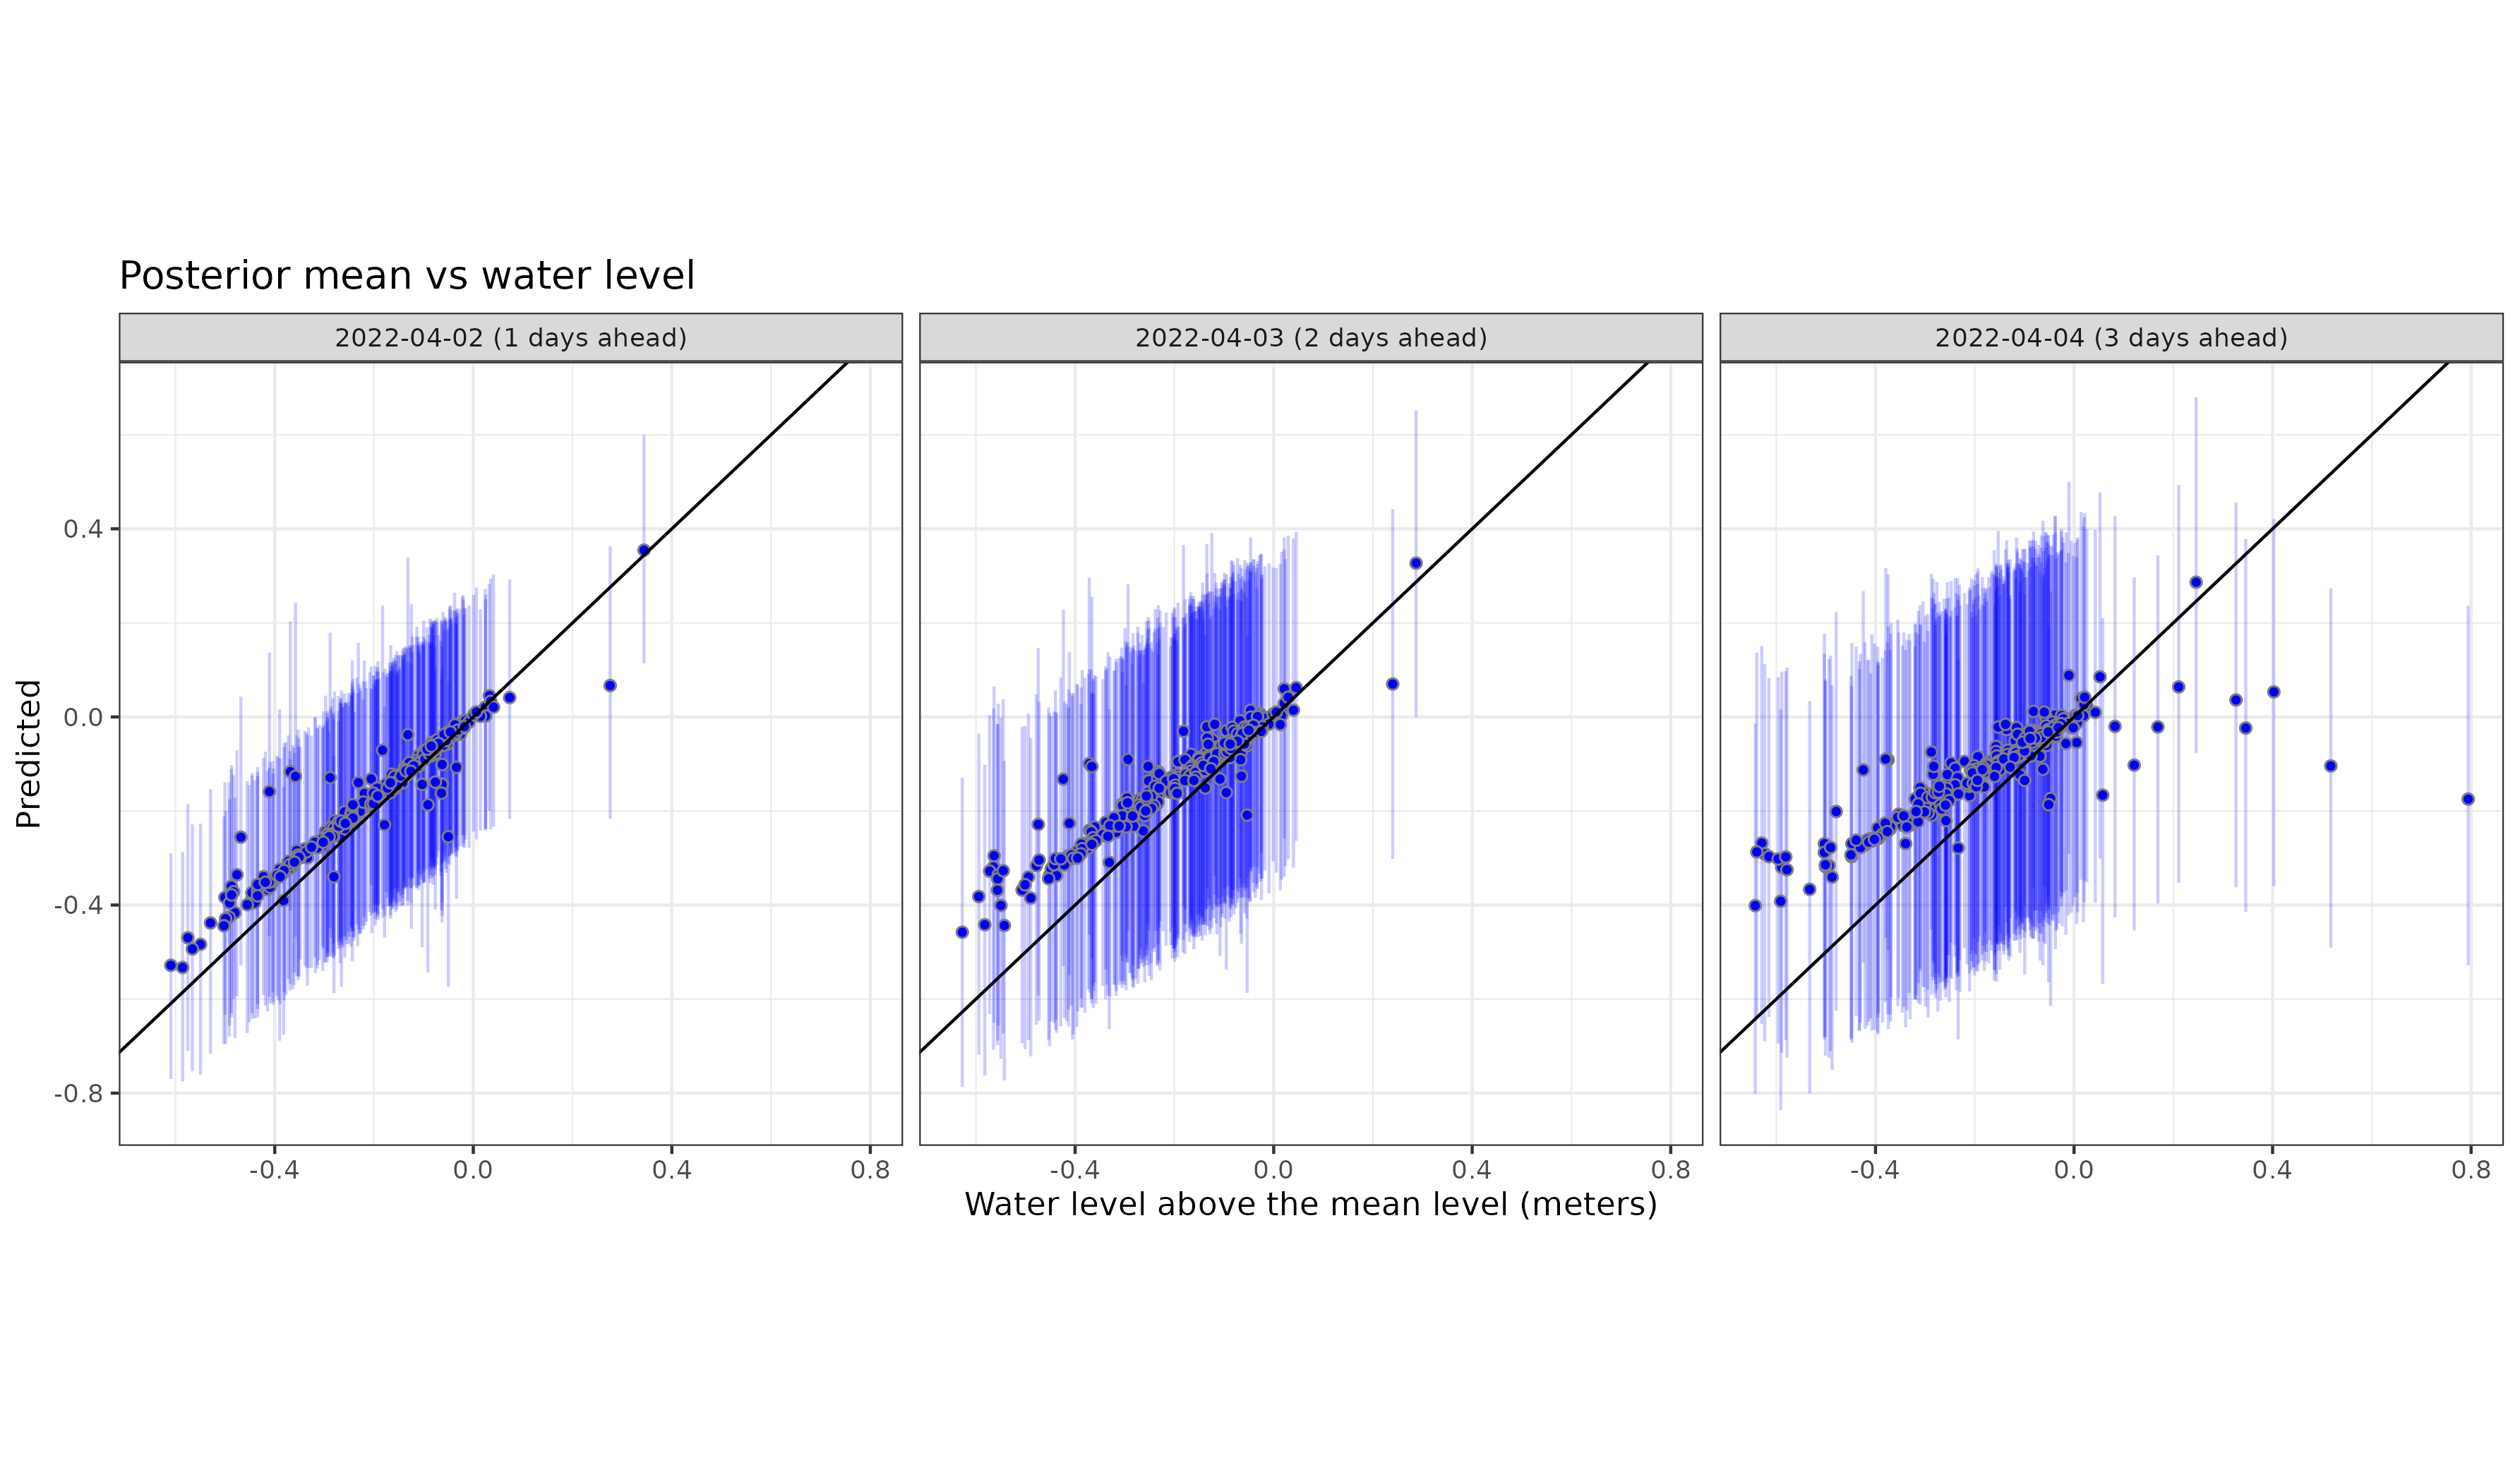 Posterior mean vs water level
2022-04-02 (1 days ahead)
2022-04-03 (2 days ahead)
2022-04-04 (3 days ahead)
Predicted
0.4
0.0
-0.4
-0.8
-0.4 0.0 0.4 0.8
-0.4 0.0 0.4 0.8
-0.4 0.0 0.4 0.8
Water level above the mean level (meters)